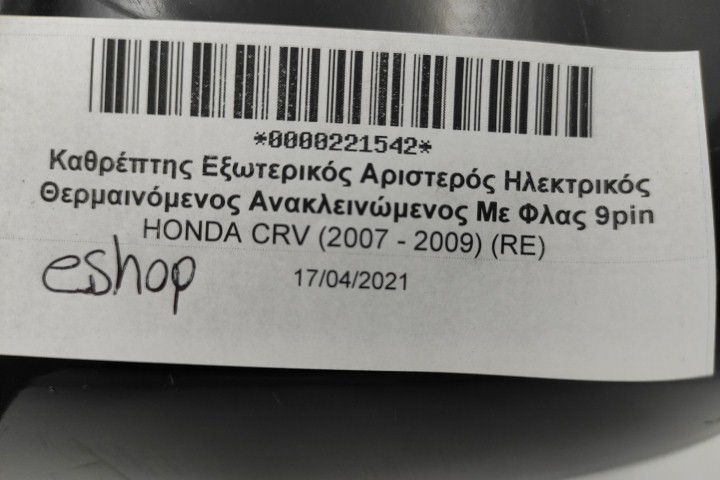 *0000221542*
Καθρέπτης Εξωτερικός Αριστερός Ηλεκτρικός
Θερμαινόμενος Ανακλεινώμενος Με Φλας 9pin
HONDA CRV (2007 - 2009) (RE)
eshop 17/04/2021